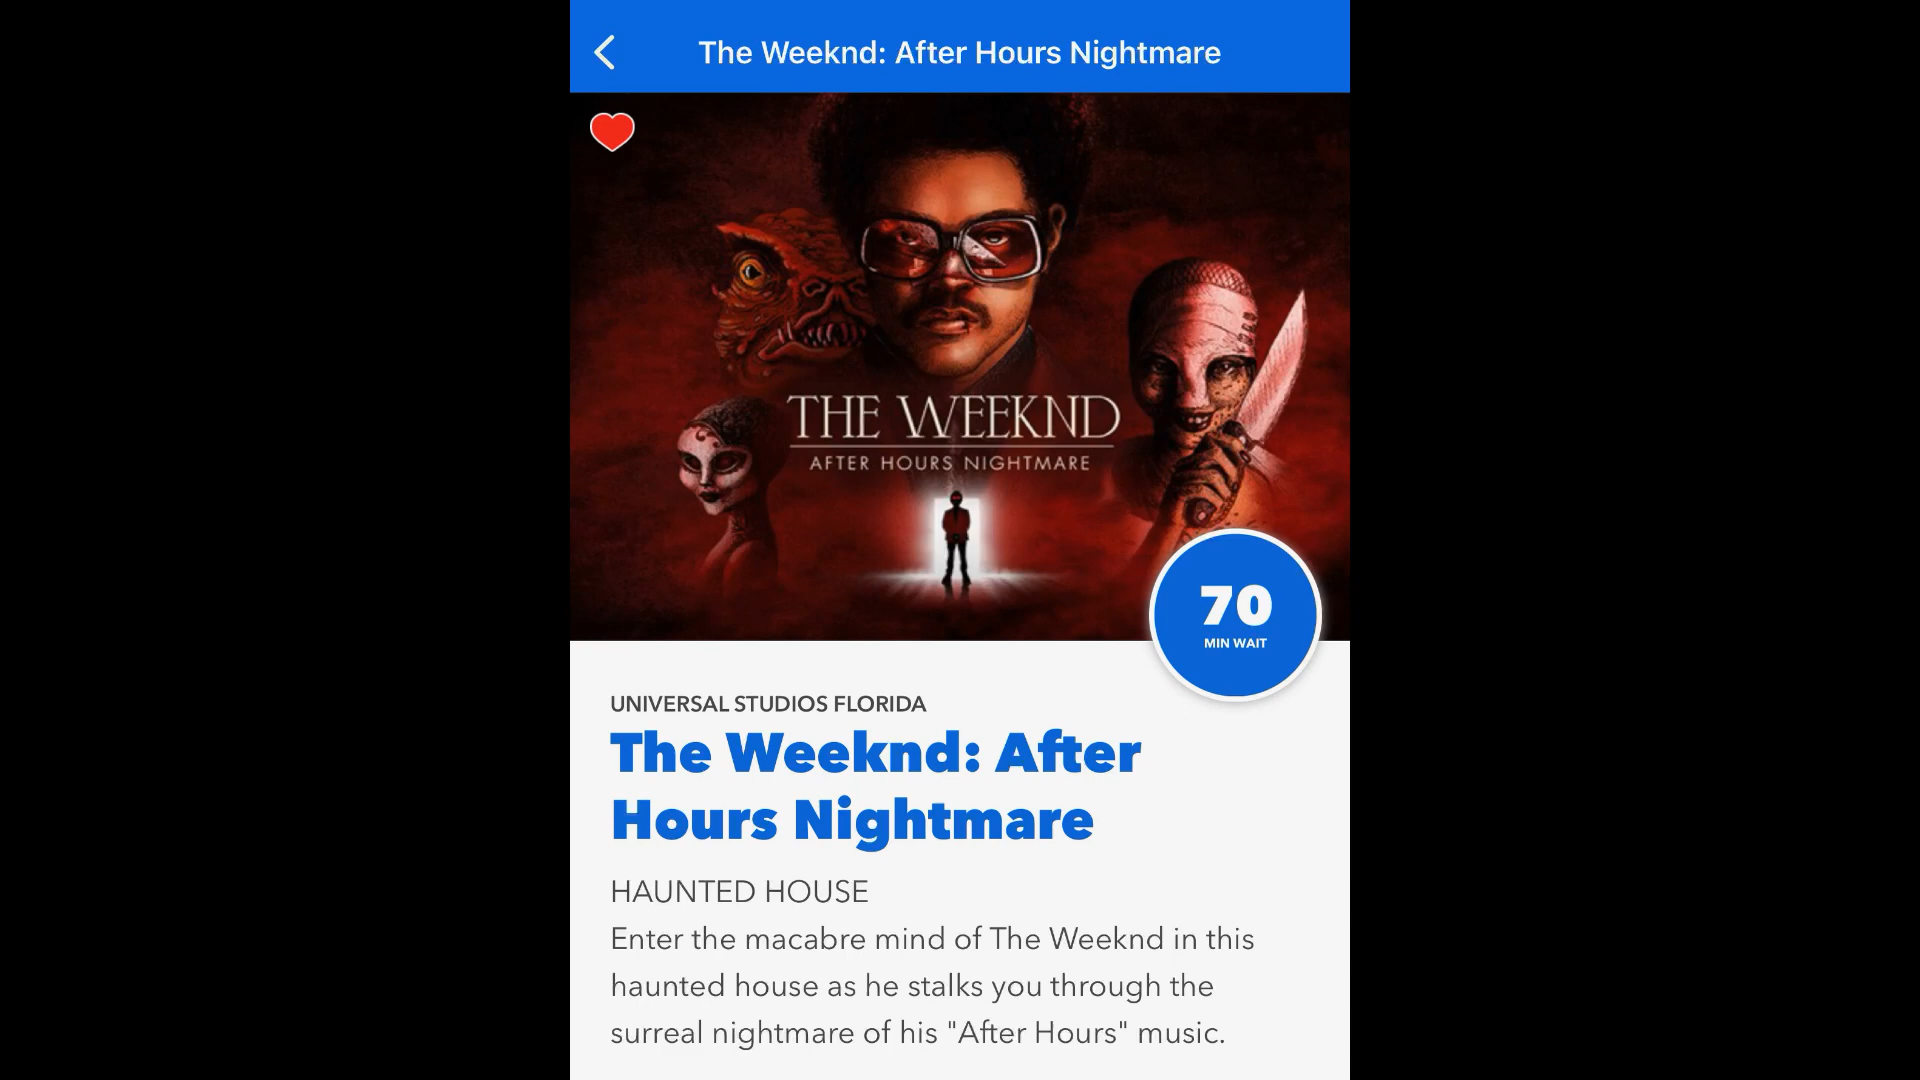 The Weeknd: After Hours Nightmare
THE WEEKND
AFTER HOURS NIGHTMARE
70
MIN WAIT
UNIVERSAL STUDIOS FLORIDA
The Weeknd: After
Hours Nightmare
HAUNTED HOUSE
Enter the macabre mind of The Weeknd in this
haunted house as he stalks you through the
surreal nightmare of his "After Hours" music.